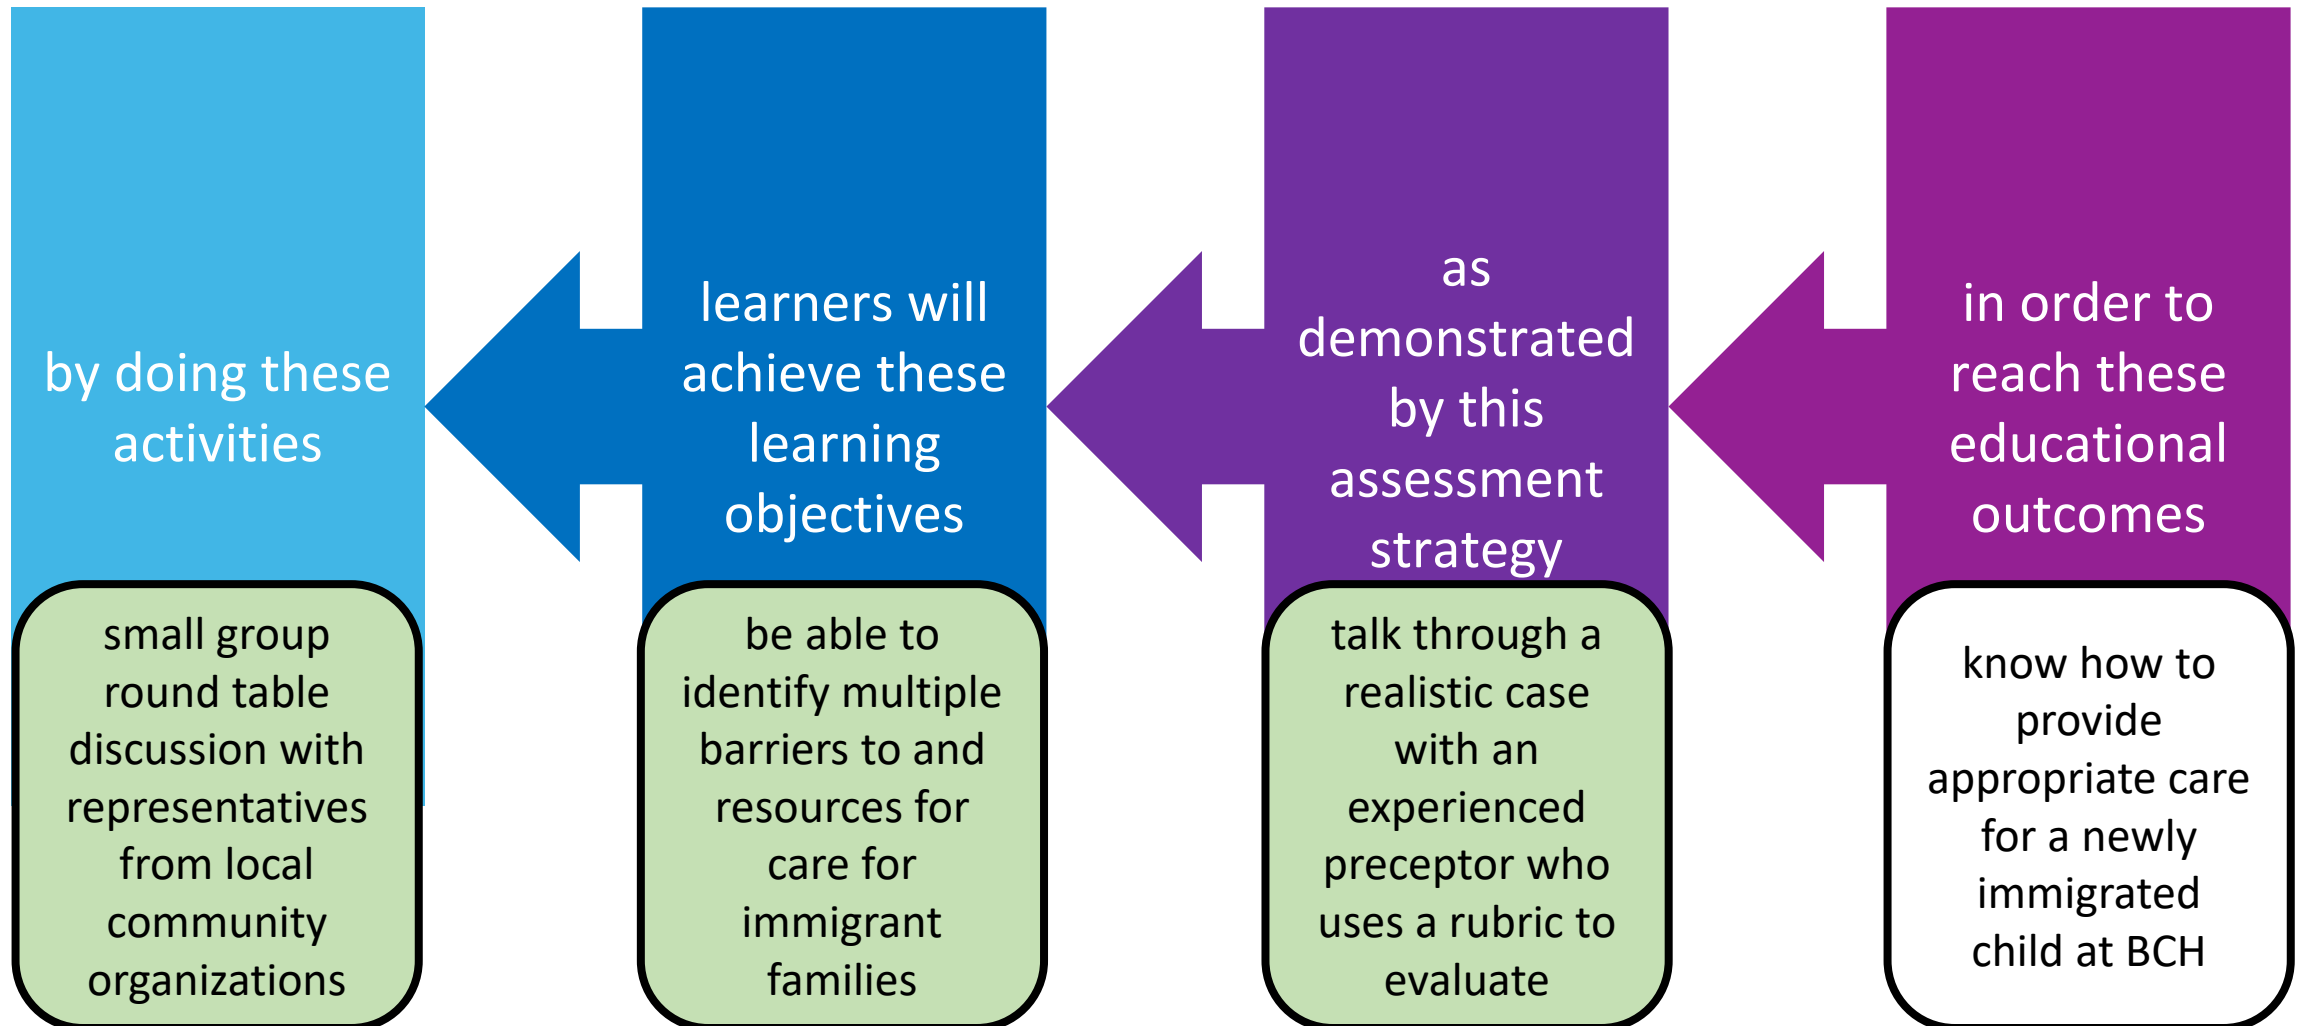 by doing these
activities
learners will
achieve these
learning
objectives
as
demonstrated
by this
assessment
strategy
in order to
reach these
educational
outcomes
small group
round table
discussion with
representatives
from local
community
organizations
be able to
identify multiple
barriers to and
resources for
care for
immigrant
families
talk through a
realistic case
with an
experienced
preceptor who
uses a rubric to
evaluate
know how to
provide
appropriate care
for a newly
immigrated
child at BCH